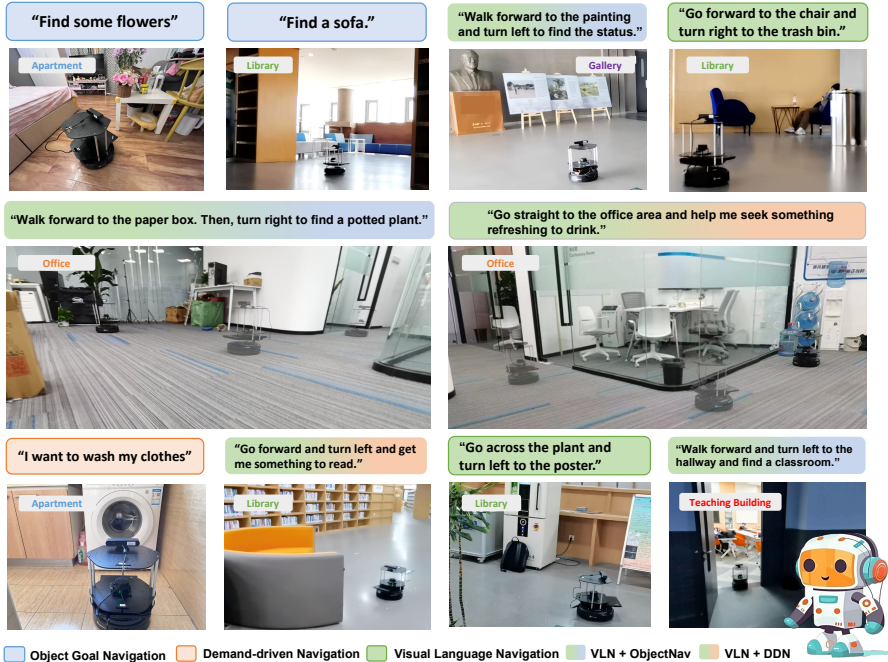 “Find some flowers”
“Find a sofa.”
“Walk forward to the painting
and turn left to find the status.”
“Go forward to the chair and
turn right to the trash bin.”
Apartment
Library
Gallery
Library
“Walk forward to the paper box. Then, turn right to find a potted plant.”
“Go straight to the office area and help me seek something
refreshing to drink.”
Office
Office
“I want to wash my clothes”
“Go forward and turn left and get
me something to read.”
“Go across the plant and
turn left to the poster.”
“Walk forward and turn left to the
hallway and find a classroom.”
Apartment
Library
Library
Teaching Building
Object Goal Navigation
Demand-driven Navigation
Visual Language Navigation
VLN + ObjectNav
VLN + DDN